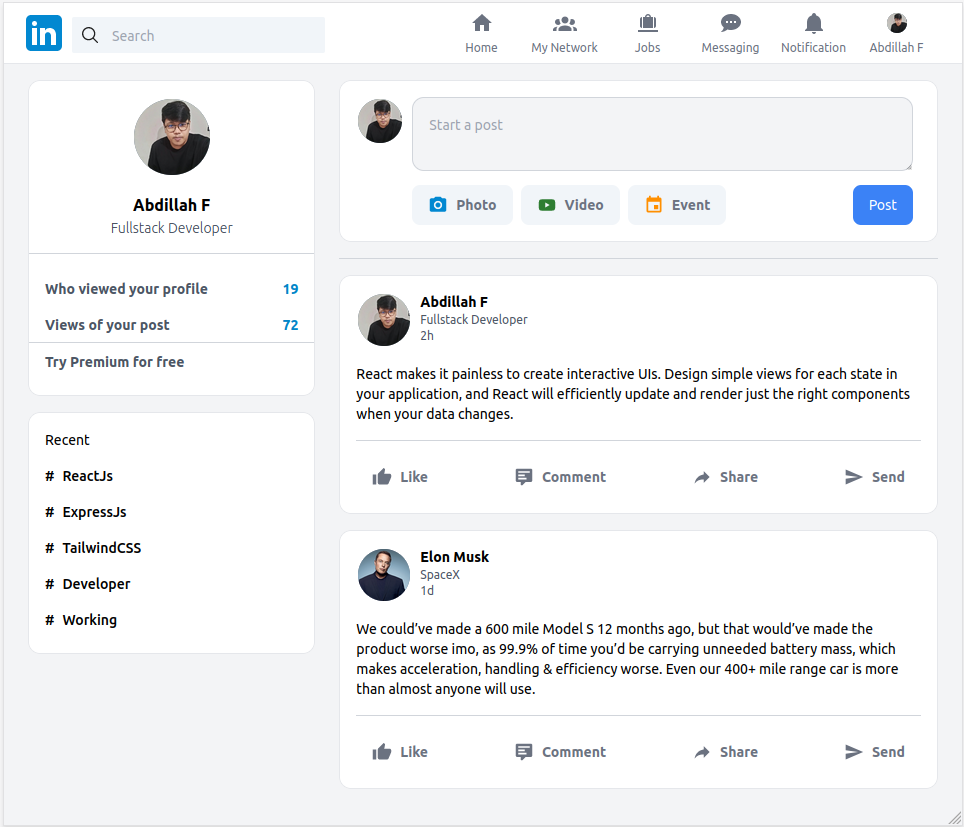 in
Search
Home
My Network
Jobs
Messaging
Notification
Abdillah F
Abdillah F
Fullstack Developer
Who viewed your profile 19
Views of your post 72
Try Premium for free
Recent
# ReactJs
# ExpressJs
# TailwindCSS
# Developer
# Working
Start a post
Photo
Video
Event
Post
Abdillah F
Fullstack Developer
2h
React makes it painless to create interactive UIs. Design simple views for each state in
your application, and React will efficiently update and render just the right components
when your data changes.
Like
Comment
Share
Send
Elon Musk
SpaceX
1d
We could’ve made a 600 mile Model S 12 months ago, but that would’ve made the
product worse imo, as 99.9% of time you’d be carrying unneeded battery mass, which
makes acceleration, handling & efficiency worse. Even our 400+ mile range car is more
than almost anyone will use.
Like
Comment
Share
Send